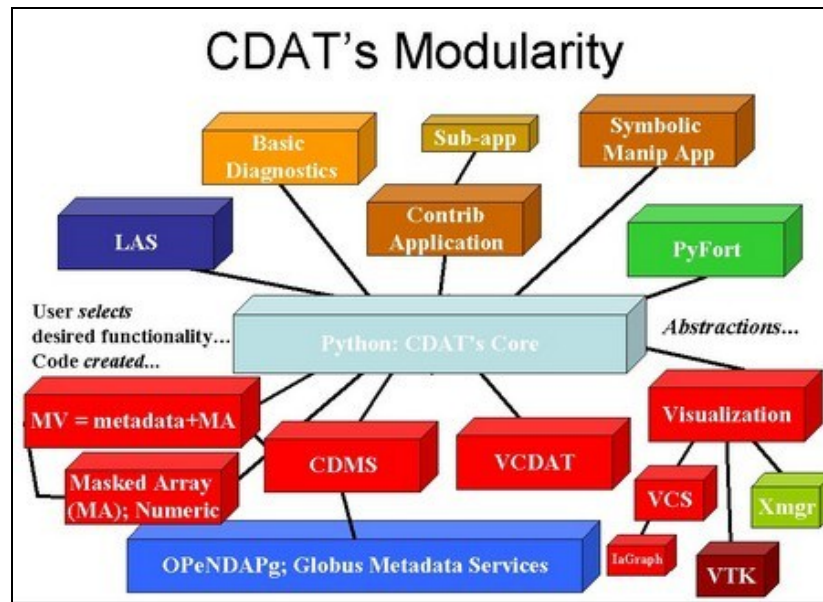 CDAT's Modularity
Basic
Diagnostics
Sub-app
Symbolic
Manip App
LAS
Contrib
Application
PyFort
User selects
desired functionality...
Code created...
Python: CDAT's Core
Abstractions...
MV = metadata+MA
CDMS
VCDAT
Visualization
Masked Array
(MA); Numeric
VCS
Xmgr
OPeNDAPg; Globus Metadata Services
IaGraph
VTK